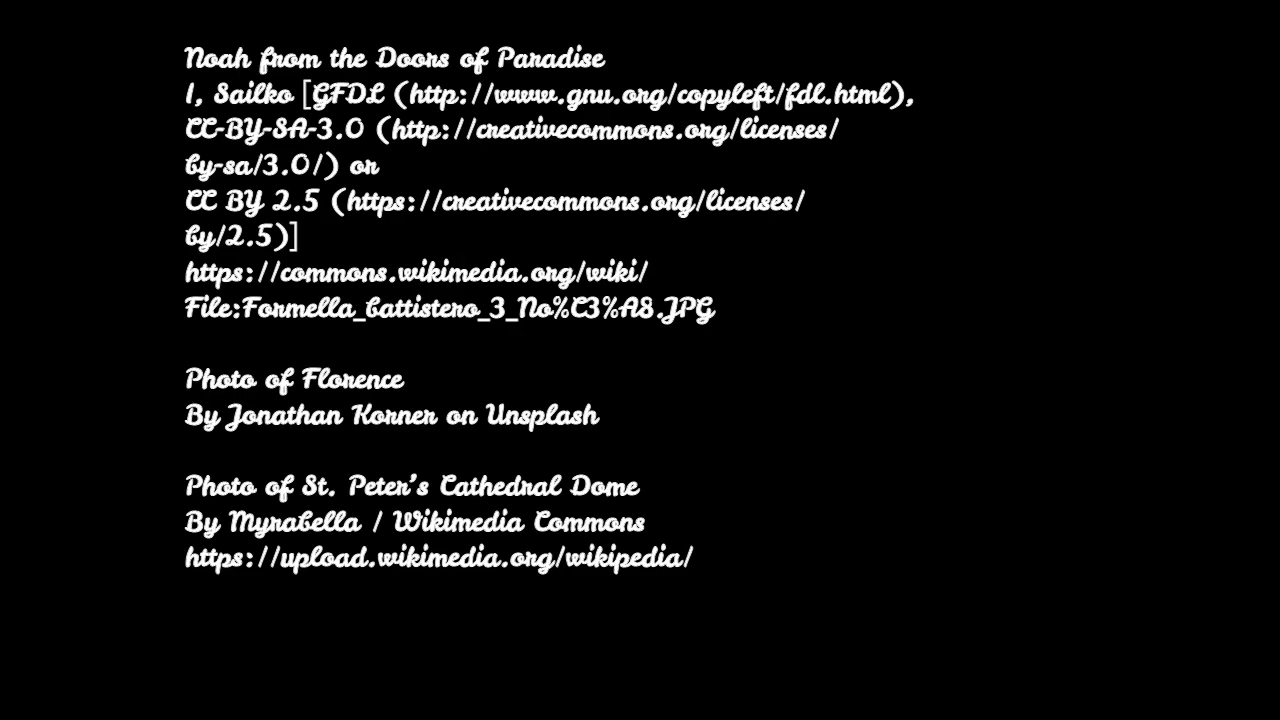 Noah from the Doors of Paradise
I, Sailko [GFDL (http://www.gnu.org/copyleft/fdl.html),
CC-BY-SA-3.0 (http://creativecommons.org/licenses/
by-sa/3.0/) or
CC BY 2.5 (https://creativecommons.org/licenses/
by/2.5)]
https://commons.wikimedia.org/wiki/
File:Formella_battistero_3_No%C3%A8.JPG
Photo of Florence
By Jonathan Korner on Unsplash
Photo of St. Peter's Cathedral Dome
By Myrabella / Wikimedia Commons
https://upload.wikimedia.org/wikipedia/